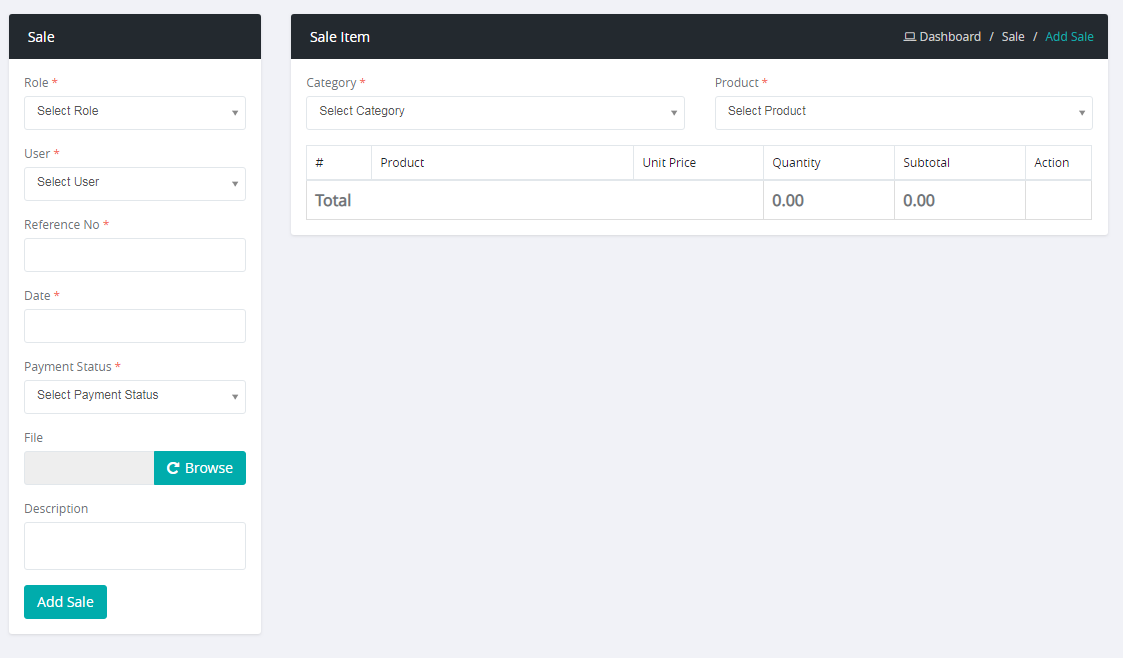 Sale
Role *
Select Role
User *
Select User
Reference No *
Date *
Payment Status *
Select Payment Status
File
Browse
Description
Add Sale
Sale Item
Dashboard / Sale / Add Sale
Category * Product *
Select Category Select Product
# Product Unit Price Quantity Subtotal Action
Total 0.00 0.00